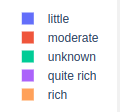 little
moderate
unknown
quite rich
rich